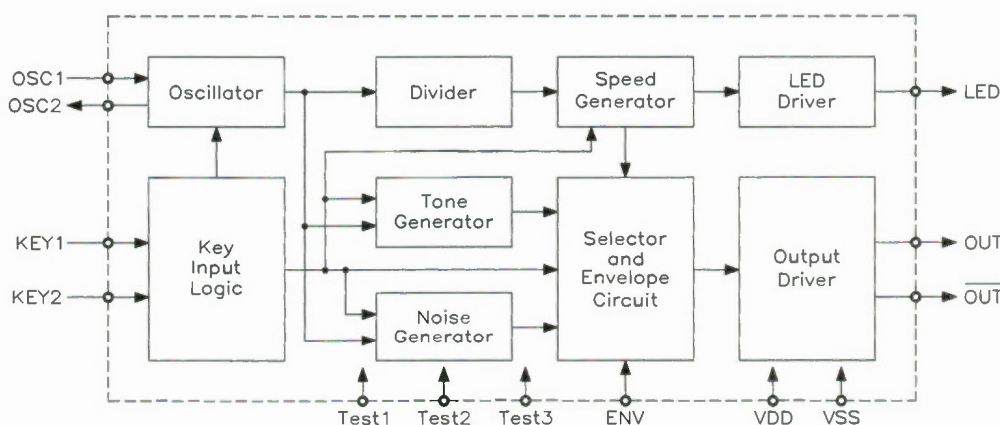 OSC1
OSC2
Oscillator
Divider
Speed
Generator
LED
Driver
LED
KEY1
KEY2
Key
Input
Logic
Tone
Generator
Noise
Generator
Selector
and
Envelope
Circuit
Output
Driver
OUT
OUT
Test1
Test2
Test3
ENV
VDD
VSS